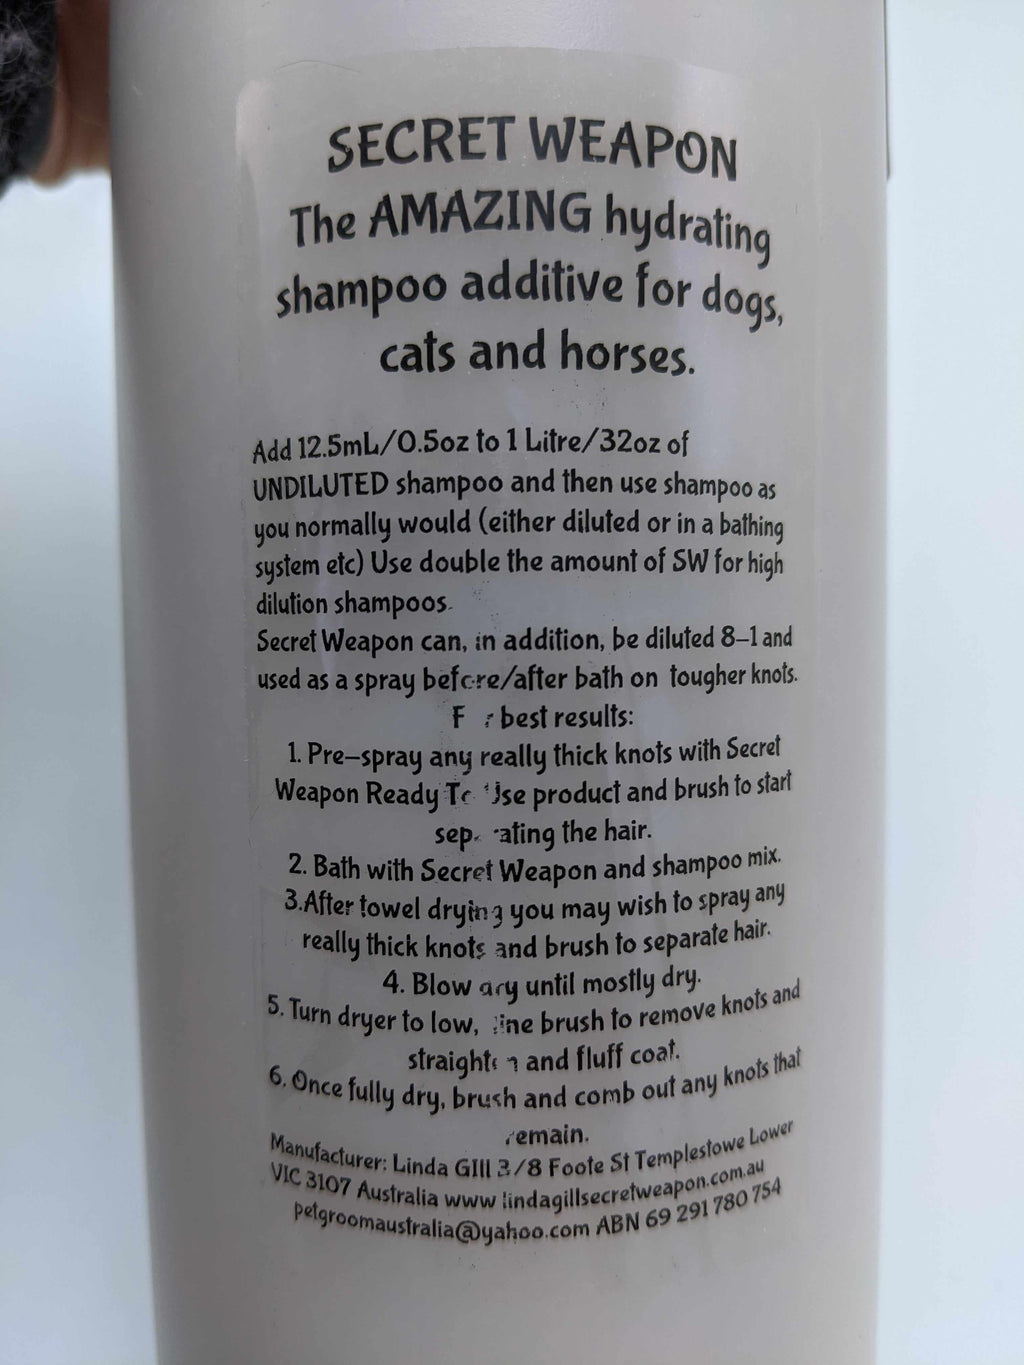 SECRET WEAPON
The AMAZING hydrating
shampoo additive for dogs,
cats and horses.
Add 12.5mL/0.5oz to 1 Litre/32oz of
UNDILUTED shampoo and then use shampoo as
you normally would (either diluted or in a bathing
system etc) Use double the amount of SW for high
dilution shampoos.
Secret Weapon can, in addition, be diluted 8-1 and
used as a spray before/after bath on tougher knots.
For best results:
1. Pre-spray any really thick knots with Secret
Weapon Ready To Use product and brush to start
separating the hair.
2. Bath with Secret Weapon and shampoo mix.
3.After towel drying you may wish to spray any
really thick knots and brush to separate hair.
4. Blow dry until mostly dry.
5. Turn dryer to low, line brush to remove knots and
straighten and fluff coat.
6. Once fully dry, brush and comb out any knots that
remain.
Manufacturer: Linda GIll 3/8 Foote St Templestowe Lower
VIC 3107 Australia www lindagillsecretweapon.com.au
petgroomaustralia@yahoo.com ABN 69 291 780 754